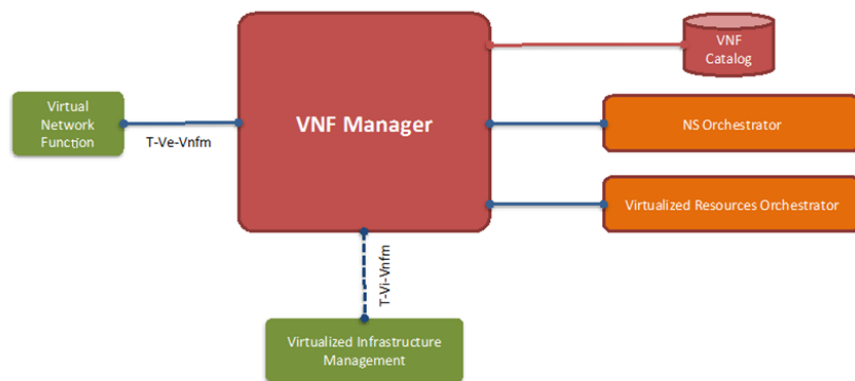 VNF
Catalog
Virtual
Network
Function
T-Ve-Vnfm
VNF Manager
NS Orchestrator
Virtualized Resources Orchestrator
T-Vi-Vnfm
Virtualized Infrastructure
Management